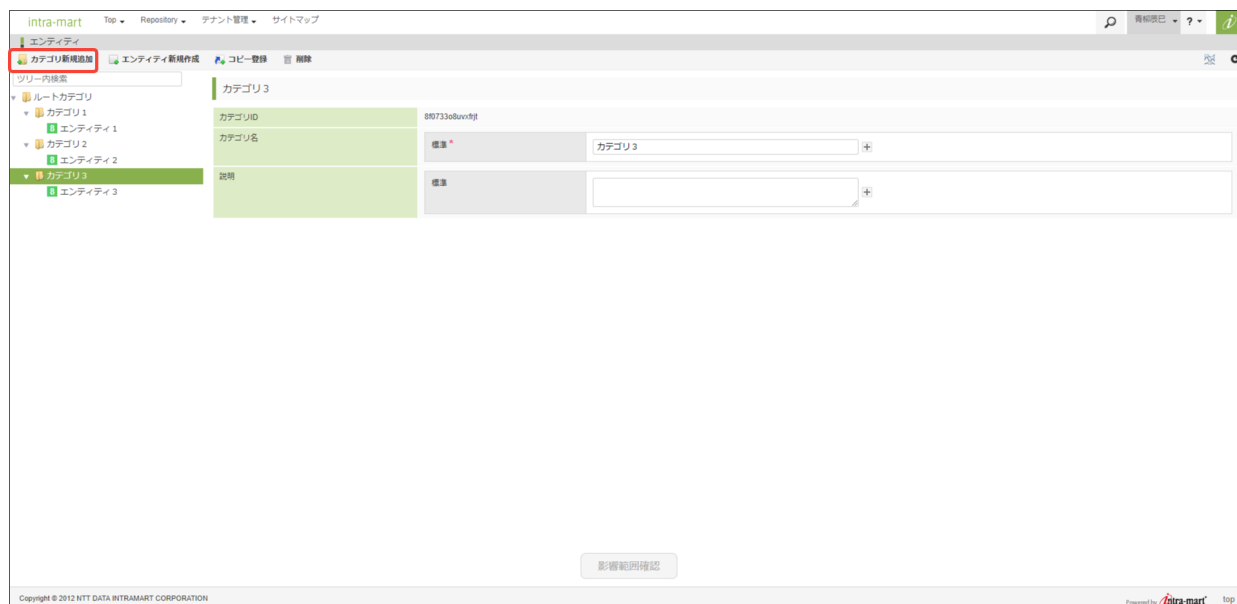 intra-mart Top Repository テナント管理 サイトマップ 青柳辰巳 ?
エンティティ
カテゴリ新規追加 エンティティ新規作成 コピー登録 削除
ツリー内検索
ルートカテゴリ
カテゴリ1
エンティティ1
カテゴリ2
エンティティ2
カテゴリ3
エンティティ3
カテゴリ3
カテゴリID 8f0733o8uvxfrjt
カテゴリ名 標準* カテゴリ3
説明 標準
影響範囲確認
Copyright © 2012 NTT DATA INTRAMART CORPORATION Powered by intra-mart top